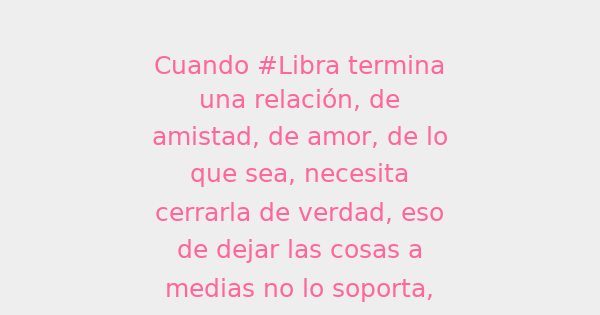 Cuando #Libra termina
una relación, de
amistad, de amor, de lo
que sea, necesita
cerrarla de verdad, eso
de dejar las cosas a
medias no lo soporta,